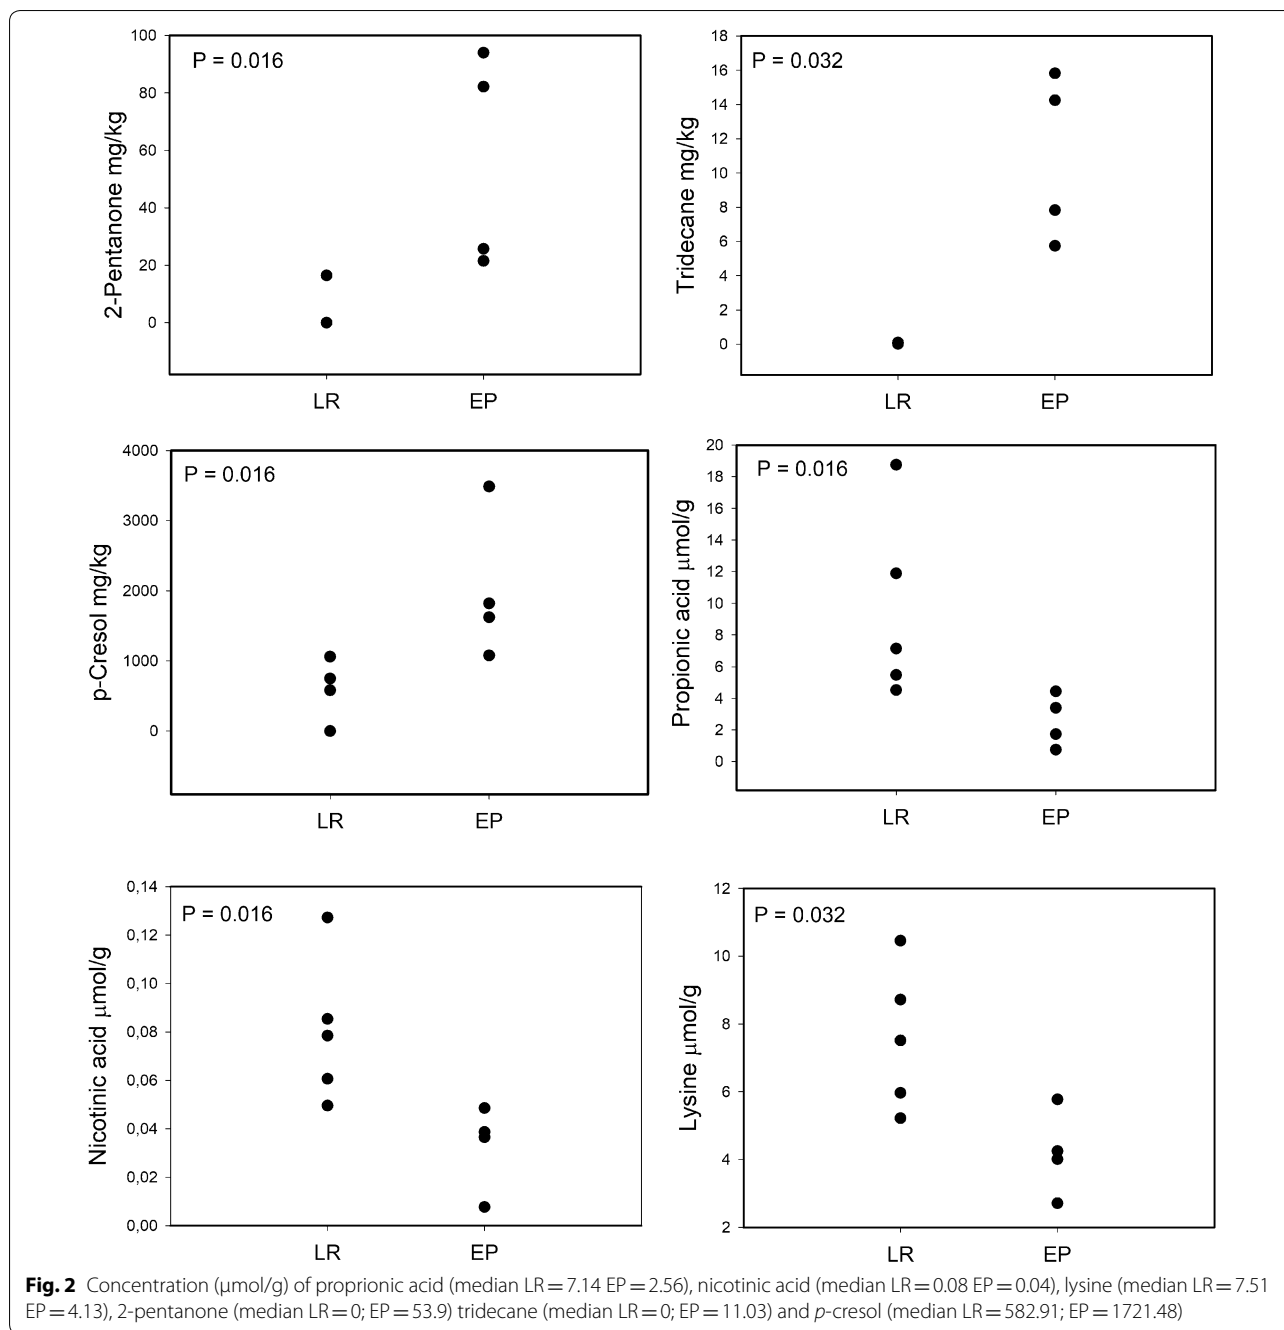 P = 0.016
2-Pentanone mg/kg
100
80
60
40
20
0
LR
EP
P = 0.032
Tridecane mg/kg
18
16
14
12
10
8
6
4
2
0
LR
EP
P = 0.016
p-Cresol mg/kg
4000
3000
2000
1000
0
LR
EP
P = 0.016
Propionic acid μmol/g
20
18
16
14
12
10
8
6
4
2
0
LR
EP
P = 0.016
Nicotinic acid μmol/g
0,14
0,12
0,10
0,08
0,06
0,04
0,02
0,00
LR
EP
P = 0.032
Lysine μmol/g
12
10
8
6
4
2
LR
EP
Fig. 2 Concentration (μmol/g) of proprionic acid (median LR = 7.14 EP = 2.56), nicotinic acid (median LR = 0.08 EP = 0.04), lysine (median LR = 7.51
EP = 4.13), 2-pentanone (median LR = 0; EP = 53.9) tridecane (median LR = 0; EP = 11.03) and p-cresol (median LR = 582.91; EP = 1721.48)